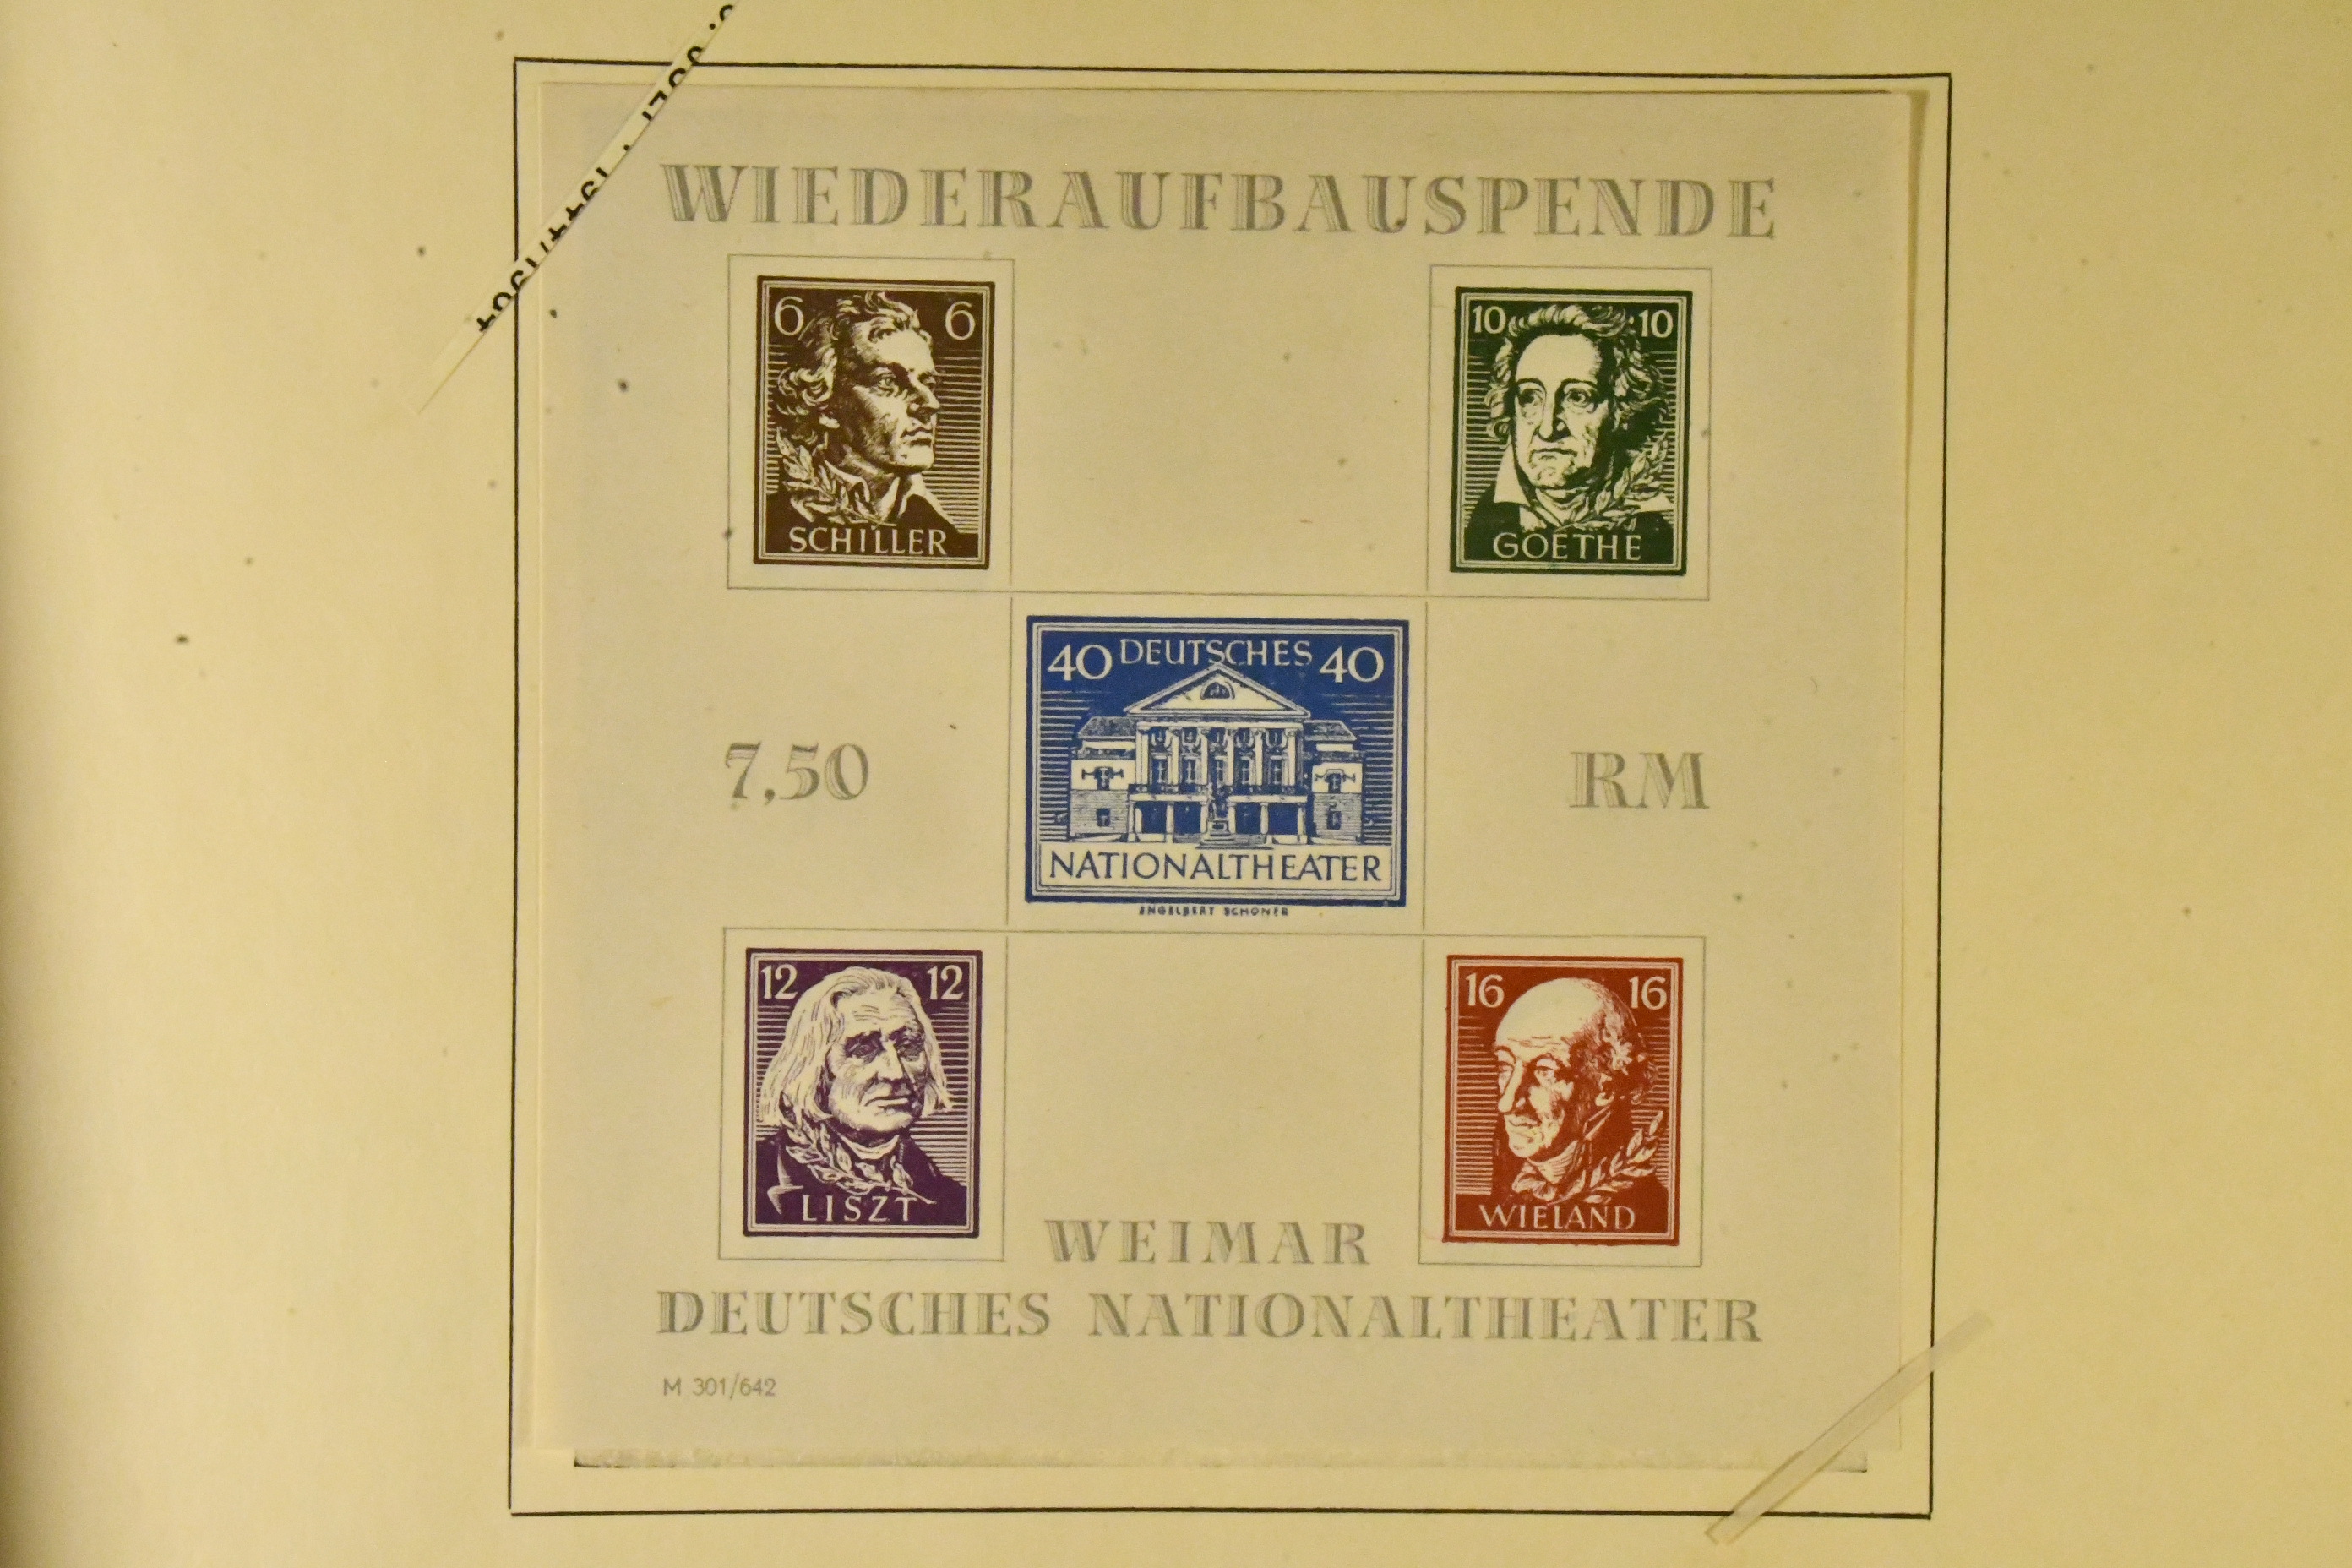 WIEDERAUFBAUSPENDE
6 6
SCHILLER
10 10
GOETHE
40 DEUTSCHES 40
NATIONALTHEATER
ENGELBERT SCHONER
7,50 RM
12 12
LISZT
16 16
WIELAND
WEIMAR
DEUTSCHES NATIONALTHEATER
M 301/642